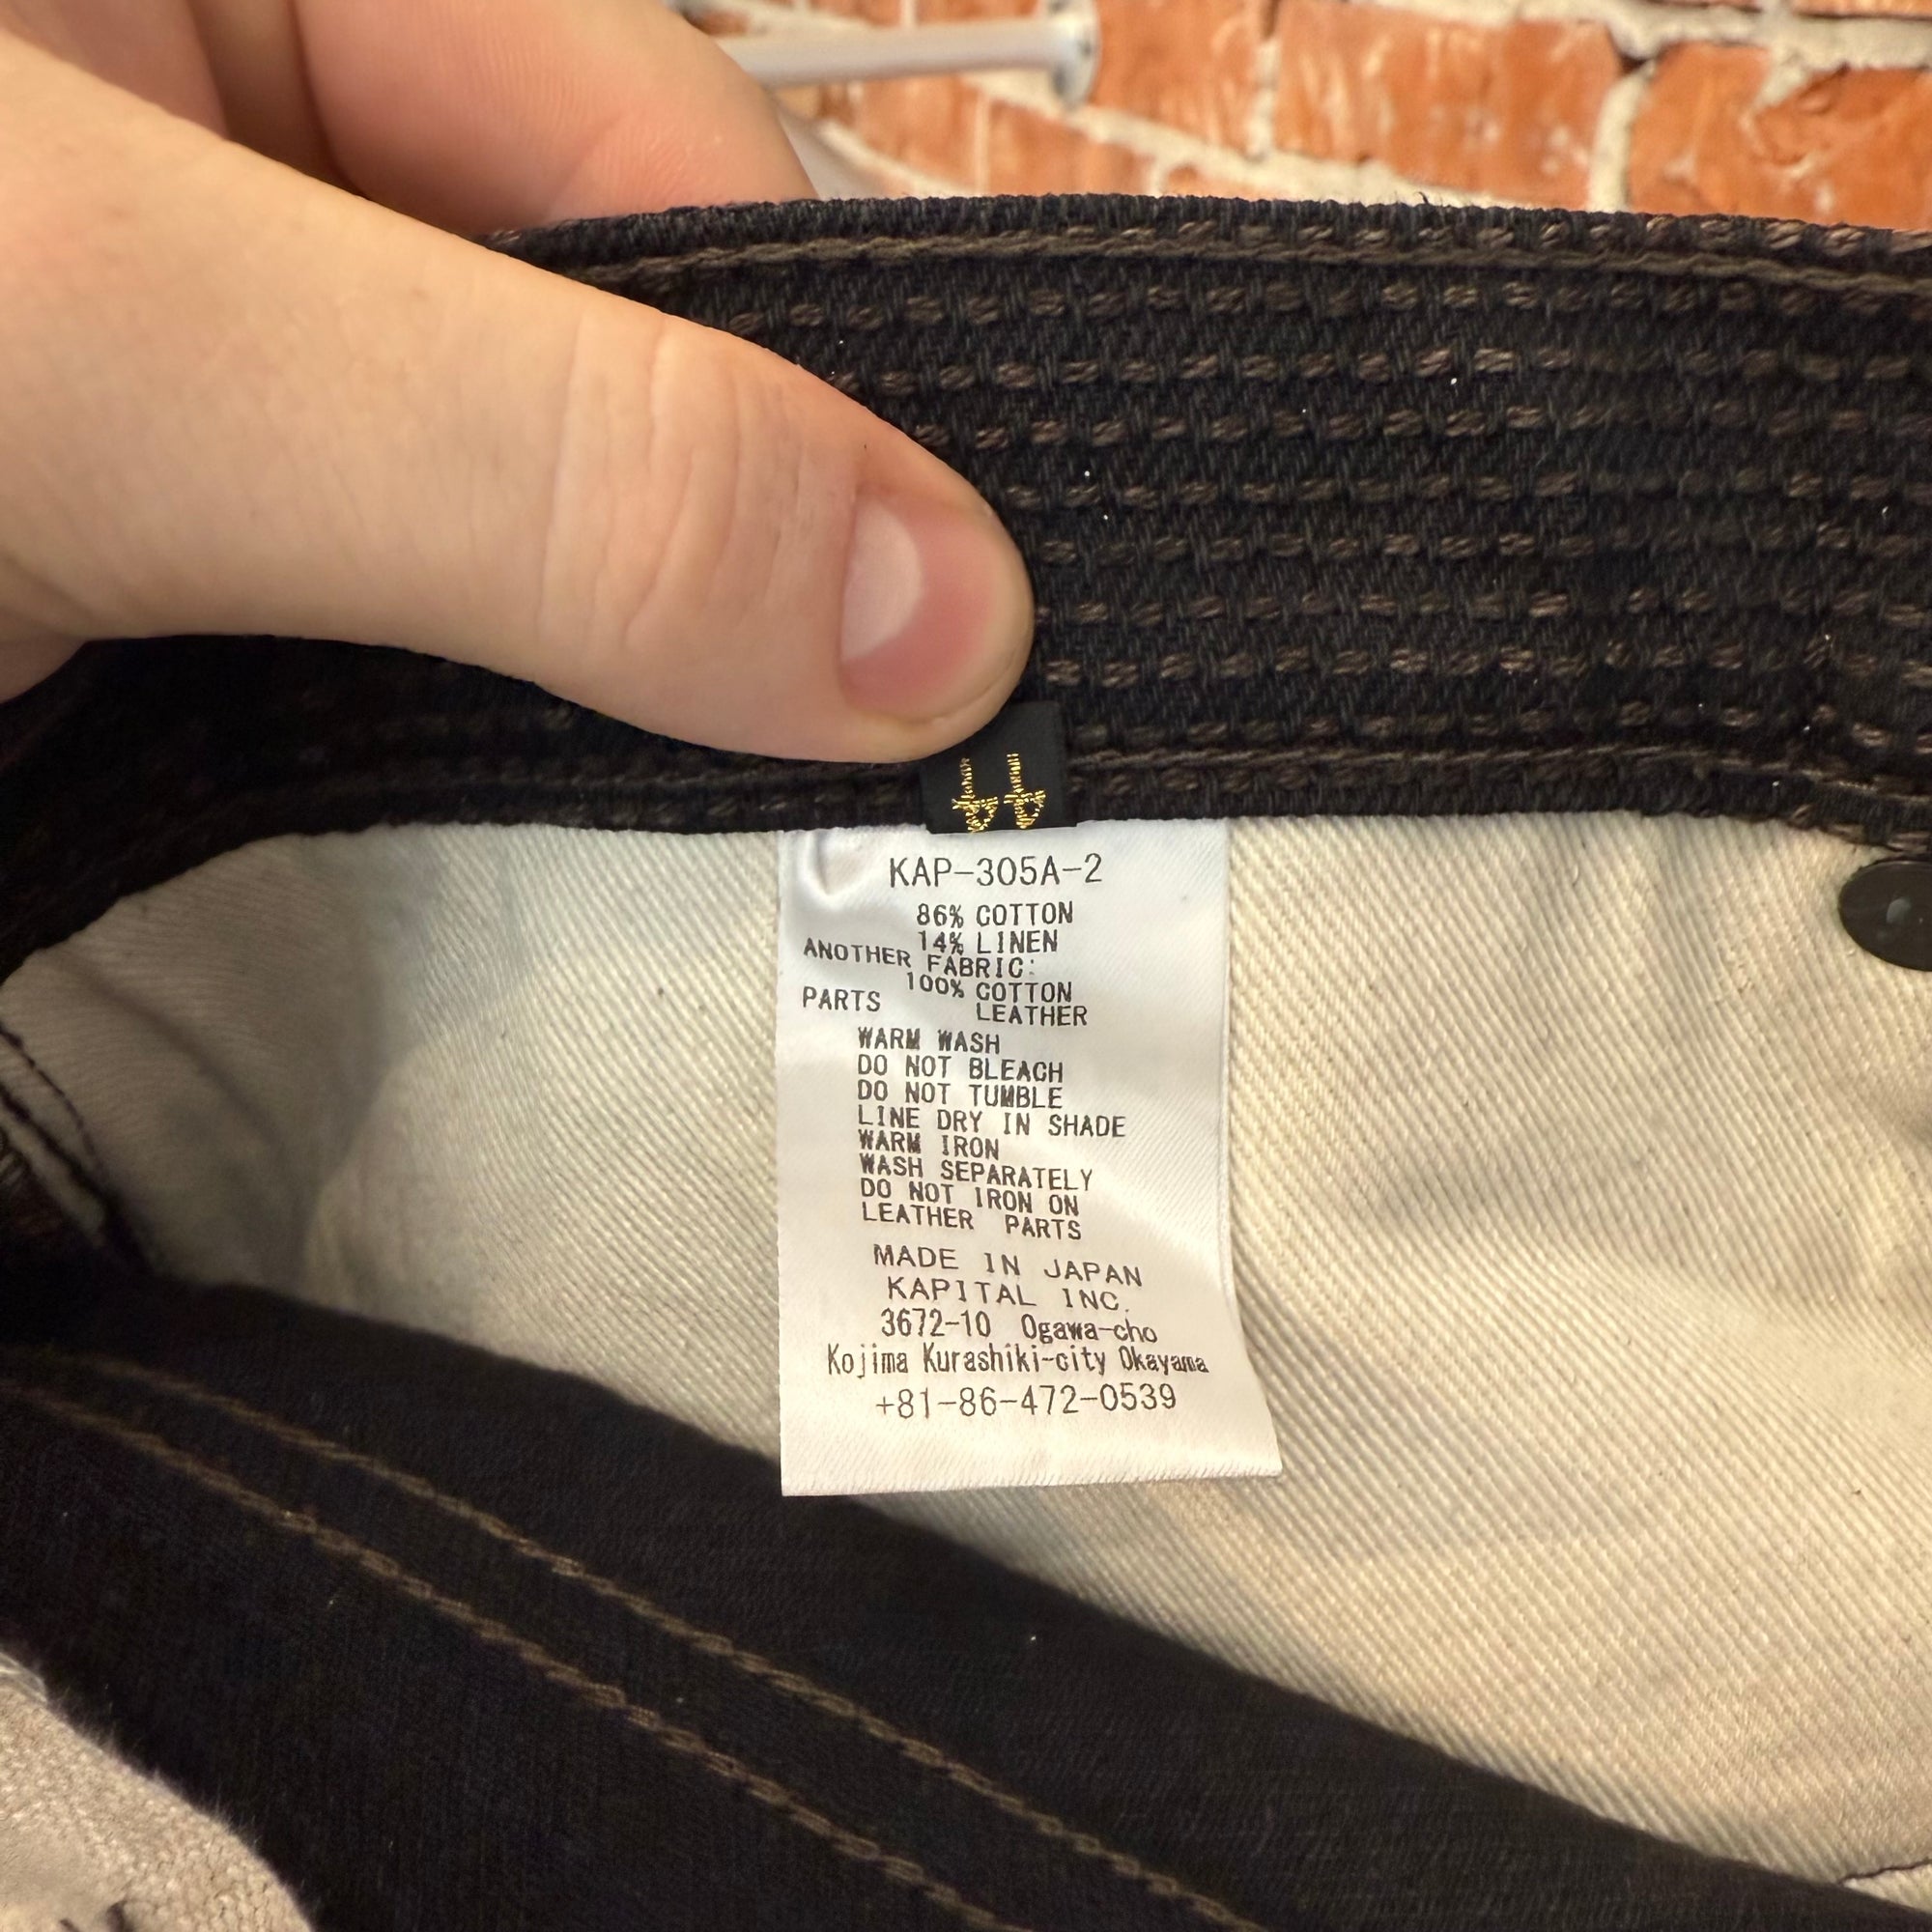 KAP-305A-2
86% COTTON
14% LINEN
ANOTHER FABRIC:
100% COTTON
PARTS LEATHER
WARM WASH
DO NOT BLEACH
DO NOT TUMBLE
LINE DRY IN SHADE
WARM IRON
WASH SEPARATELY
DO NOT IRON ON
LEATHER PARTS
MADE IN JAPAN
KAPITAL INC.
3672-10 Ogawa-cho
Kojima Kurashiki-city Okayama
+81-86-472-0539